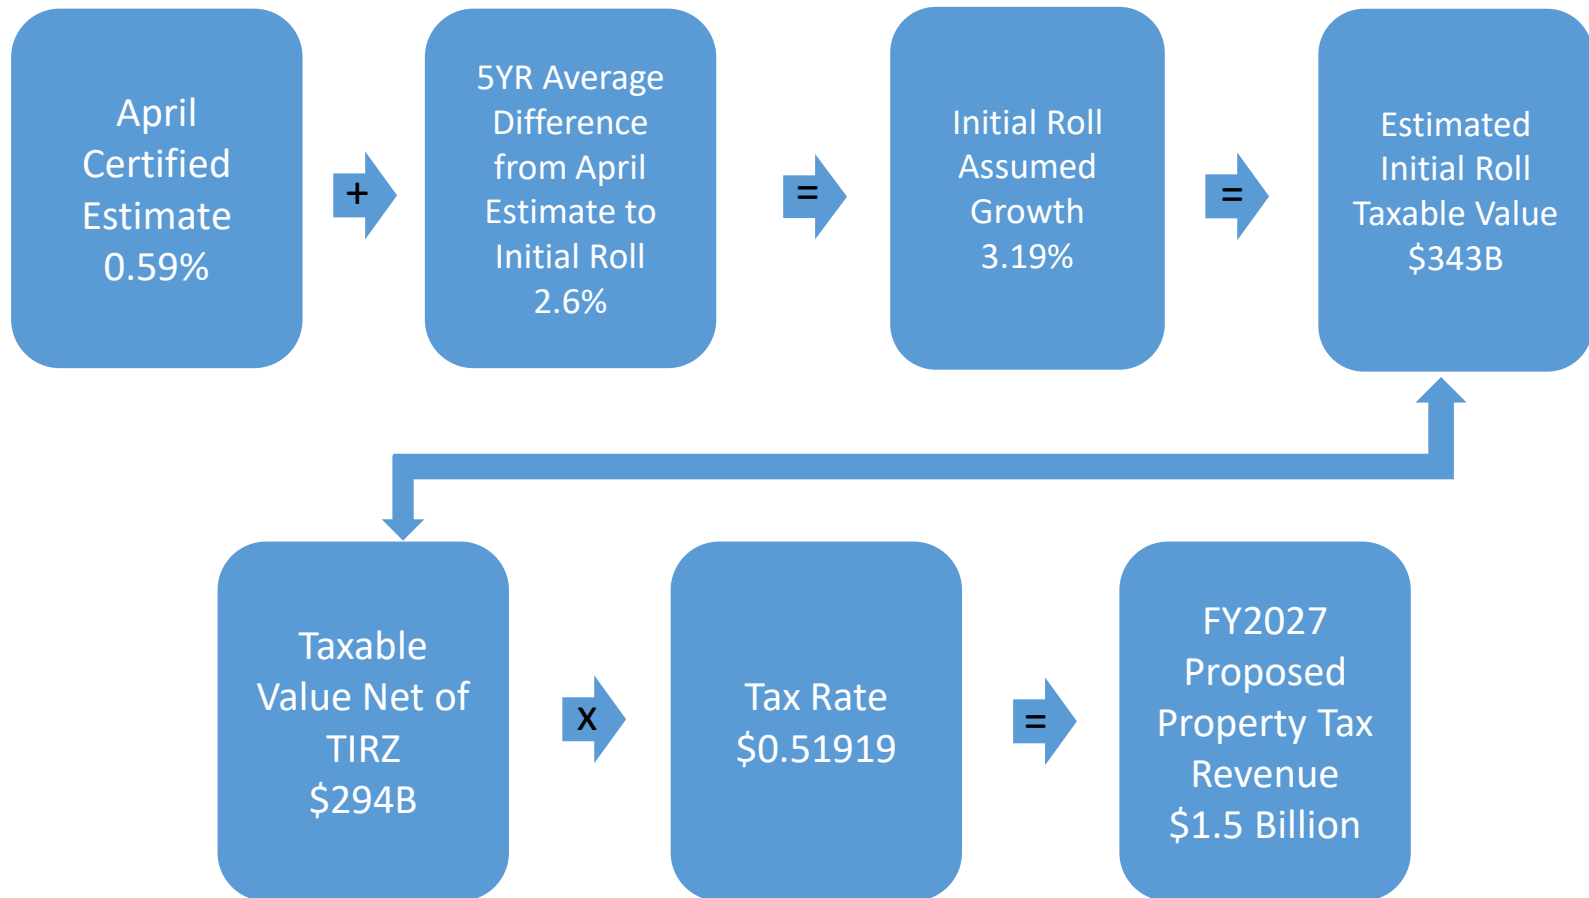 April
Certified
Estimate
0.59%
+
5YR Average
Difference
from April
Estimate to
Initial Roll
2.6%
=
Initial Roll
Assumed
Growth
3.19%
=
Estimated
Initial Roll
Taxable Value
$343B
Taxable
Value Net of
TIRZ
$294B
x
Tax Rate
$0.51919
=
FY2027
Proposed
Property Tax
Revenue
$1.5 Billion